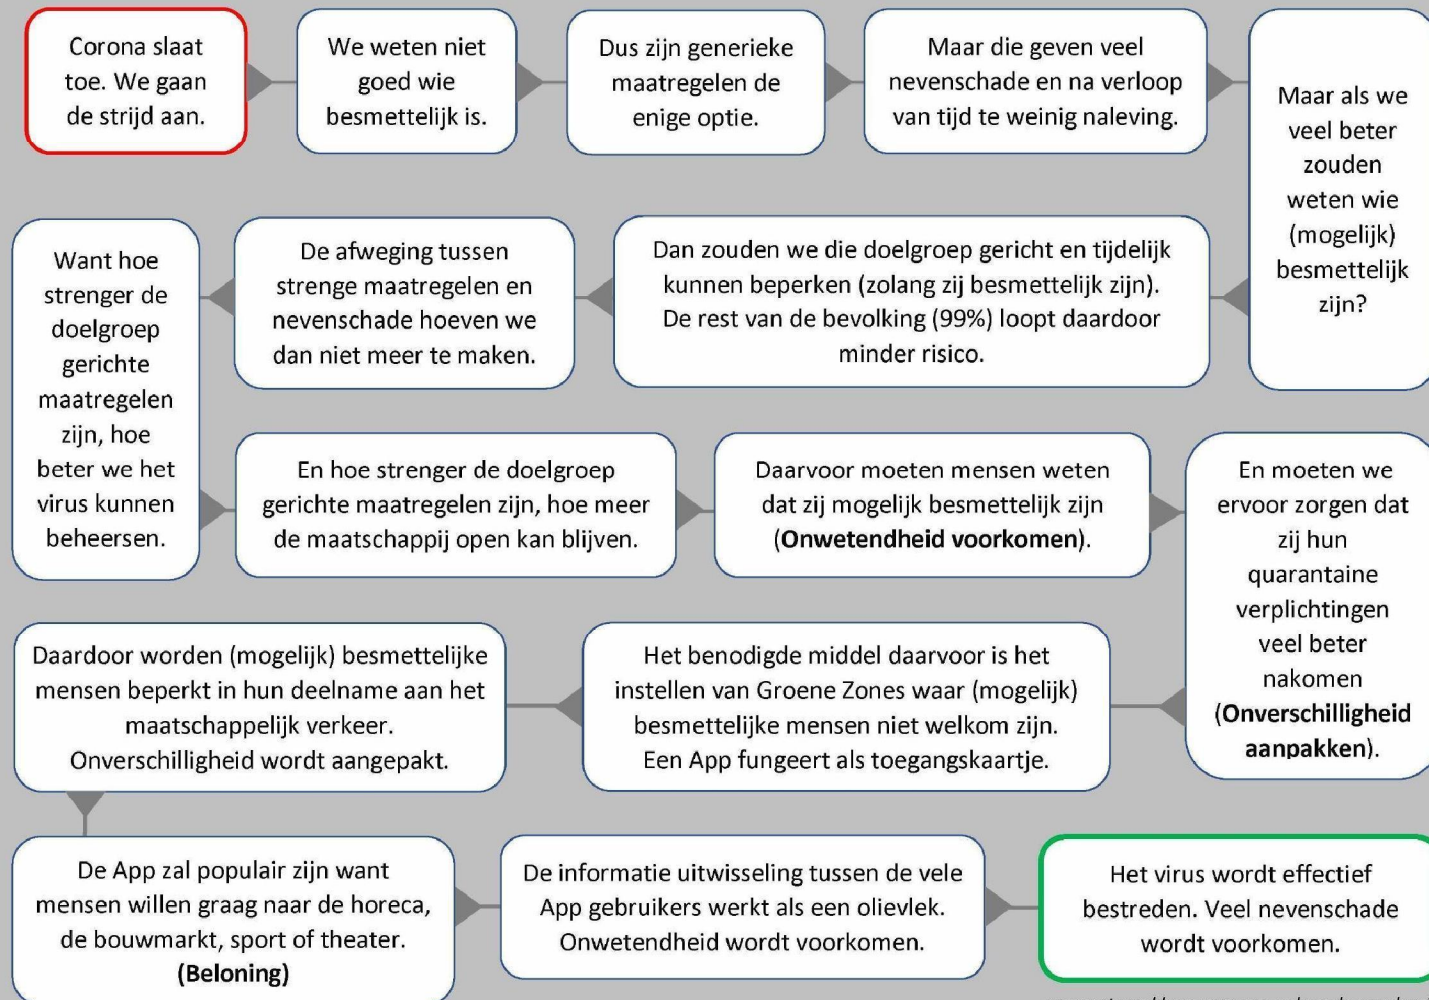 Corona slaat
toe. We gaan
de strijd aan.
We weten niet
goed wie
besmettelijk is.
Dus zijn generieke
maatregelen de
enige optie.
Maar die geven veel
nevenschade en na verloop
van tijd te weinig naleving.
Maar als we
veel beter
zouden
weten wie
(mogelijk)
besmettelijk
zijn?
Dan zouden we die doelgroep gericht en tijdelijk
kunnen beperken (zolang zij besmettelijk zijn).
De rest van de bevolking (99%) loopt daardoor
minder risico.
De afweging tussen
strenge maatregelen en
nevenschade hoeven we
dan niet meer te maken.
Want hoe
strenger de
doelgroep
gerichte
maatregelen
zijn, hoe
beter we het
virus kunnen
beheersen.
En hoe strenger de doelgroep
gerichte maatregelen zijn, hoe meer
de maatschappij open kan blijven.
Daarvoor moeten mensen weten
dat zij mogelijk besmettelijk zijn
(Onwetendheid voorkomen).
En moeten we
ervoor zorgen dat
zij hun
quarantaine
verplichtingen
veel beter
nakomen
(Onverschilligheid
aanpakken).
Het benodigde middel daarvoor is het
instellen van Groene Zones waar (mogelijk)
besmettelijke mensen niet welkom zijn.
Een App fungeert als toegangskaartje.
Daardoor worden (mogelijk) besmettelijke
mensen beperkt in hun deelname aan het
maatschappelijk verkeer.
Onverschilligheid wordt aangepakt.
De App zal populair zijn want
mensen willen graag naar de horeca,
de bouwmarkt, sport of theater.
(Beloning)
De informatie uitwisseling tussen de vele
App gebruikers werkt als een olievlek.
Onwetendheid wordt voorkomen.
Het virus wordt effectief
bestreden. Veel nevenschade
wordt voorkomen.